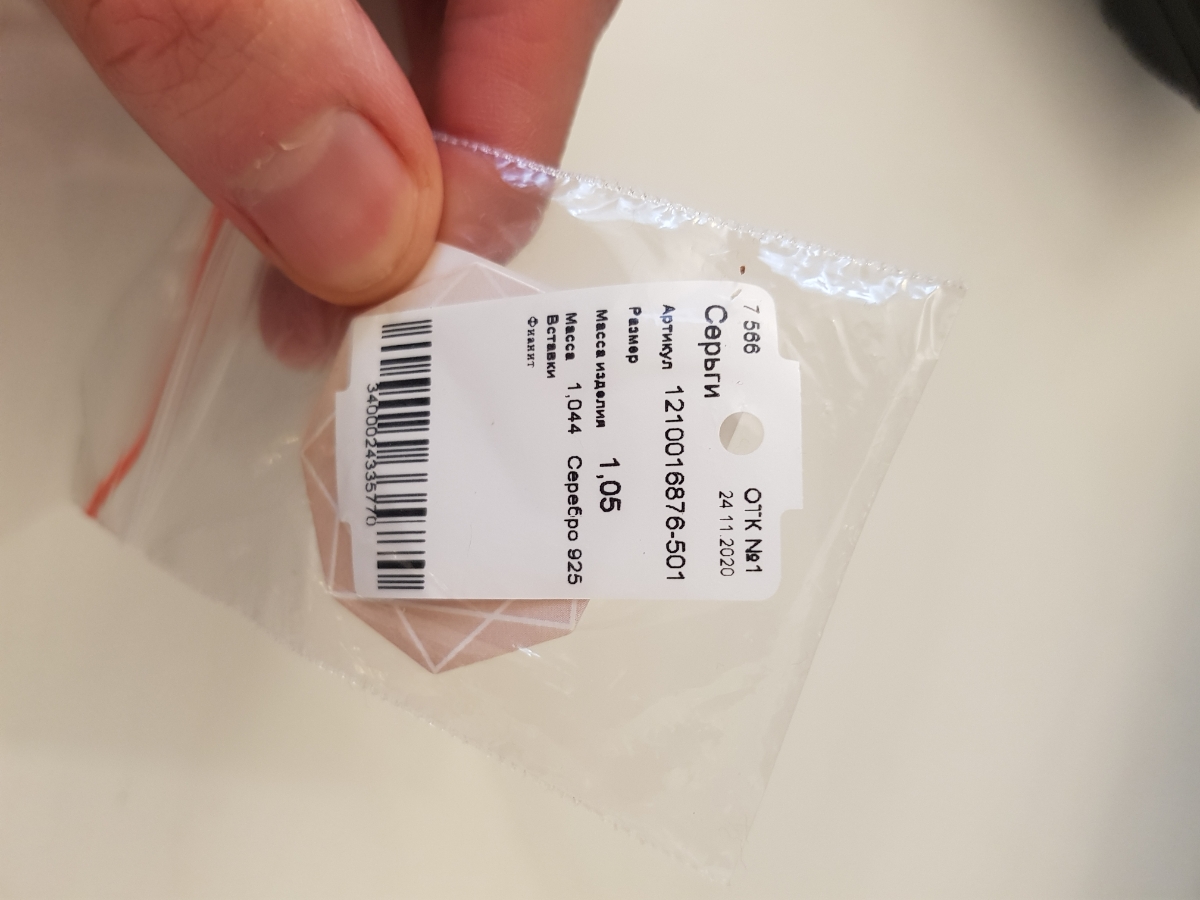 7 566 ОТК №1
24 11.2020
Серьги
Артикул 1210016876-501
Размер
Масса изделия 1,05
Масса 1,044 Серебро 925
Вставки
Фианит
3400024335770